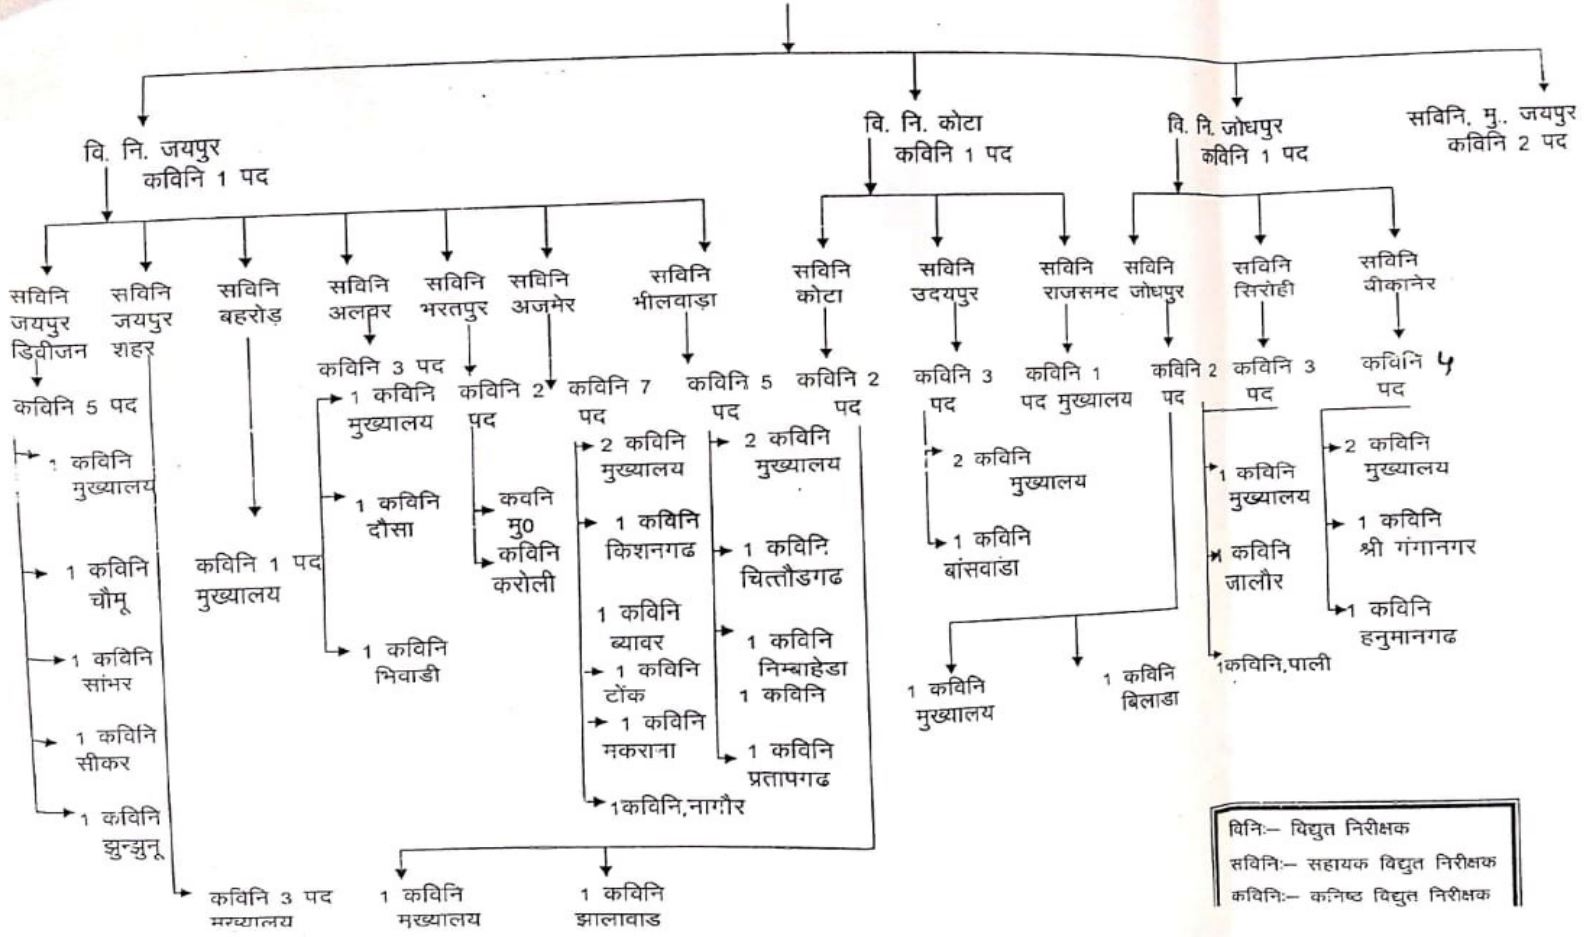 वि. नि. जयपुर
कविनि 1 पद
वि. नि. कोटा
कविनि 1 पद
वि. नि. जोधपुर
कविनि 1 पद
सविनि, मु., जयपुर
कविनि 2 पद
सविनि
जयपुर
डिवीजन
कविनि 5 पद
1 कविनि
मुख्यालय
1 कविनि
चौमू
1 कविनि
सांभर
1 कविनि
सीकर
1 कविनि
झुन्झुनू
सविनि
जयपुर
शहर
कविनि 3 पद
मुख्यालय
सविनि
बहरोड़
कविनि 1 पद
मुख्यालय
सविनि
अलवर
कविनि 3 पद
1 कविनि
मुख्यालय
1 कविनि
दौसा
1 कविनि
भिवाडी
सविनि
भरतपुर
कविनि 2
पद
कवनि
मु0
कविनि
करोली
सविनि
अजमेर
कविनि 7
पद
2 कविनि
मुख्यालय
1 कविनि
किशनगढ
1 कविनि
ब्यावर
1 कविनि
टोंक
1 कविनि
मकराना
1कविनि,नागौर
सविनि
भीलवाड़ा
कविनि 5
पद
2 कविनि
मुख्यालय
1 कविनि
चित्तौडगढ
1 कविनि
निम्बाहेडा
1 कविनि
1 कविनि
प्रतापगढ
सविनि
कोटा
कविनि 2
पद
1 कविनि
मुख्यालय
1 कविनि
झालावाड
सविनि
उदयपुर
कविनि 3
पद
2 कविनि
मुख्यालय
1 कविनि
बांसवांडा
सविनि
राजसमद
कविनि 1
पद मुख्यालय
सविनि
जोधपुर
कविनि 2
पद
1 कविनि
मुख्यालय
1 कविनि
बिलाडा
सविनि
सिरोही
कविनि 3
पद
1 कविनि
मुख्यालय
1 कविनि
जालौर
1कविनि,पाली
सविनि
बीकानेर
कविनि 4
पद
2 कविनि
मुख्यालय
1 कविनि
श्री गंगानगर
1 कविनि
हनुमानगढ
विनिः– विद्युत निरीक्षक
सविनिः– सहायक विद्युत निरीक्षक
कविनिः– कनिष्ठ विद्युत निरीक्षक